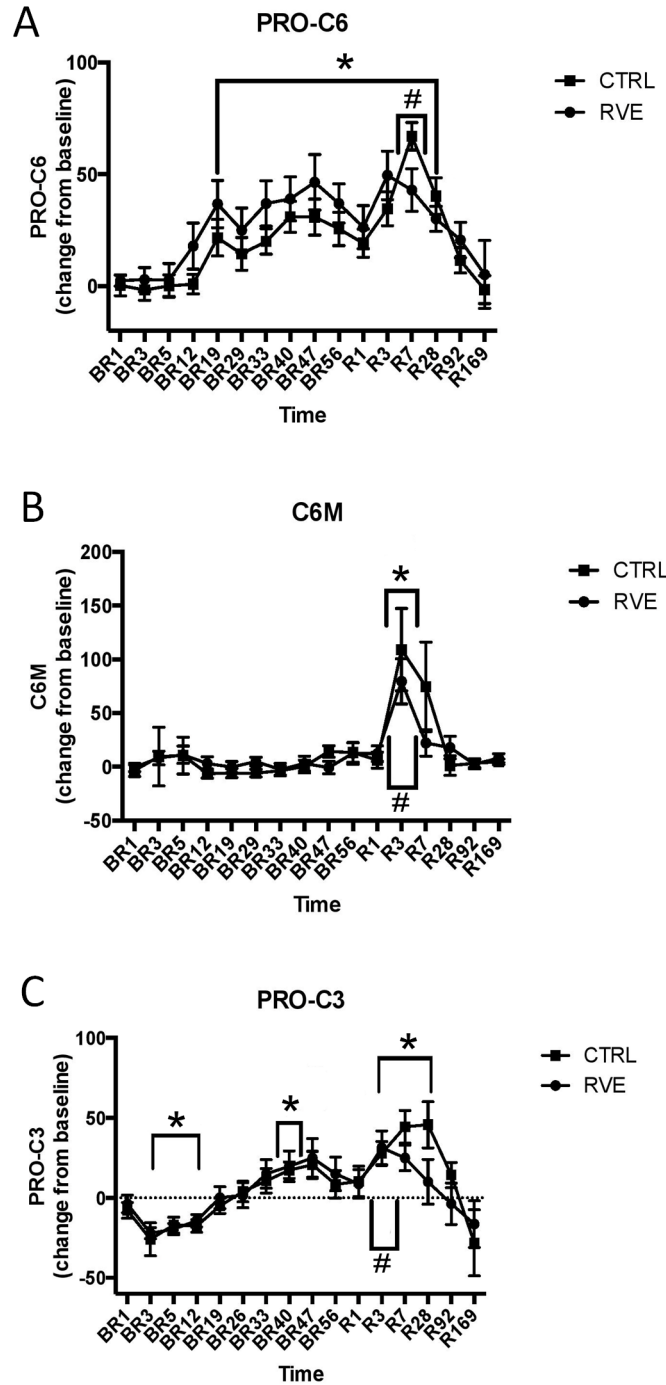 A
PRO-C6
100
50
0
PRO-C6
(change from baseline)
*
#
CTRL
RVE
BR1
BR3
BR5
BR12
BR19
BR29
BR33
BR40
BR47
BR56
R1
R3
R7
R28
R92
R169
Time
B
C6M
200
150
100
50
0
-50
C6M
(change from baseline)
*
#
CTRL
RVE
BR1
BR3
BR5
BR12
BR19
BR29
BR33
BR40
BR47
BR56
R1
R3
R7
R28
R92
R169
Time
C
PRO-C3
100
50
0
-50
PRO-C3
(change from baseline)
*
*
*
#
CTRL
RVE
BR1
BR3
BR5
BR12
BR19
BR26
BR33
BR40
BR47
BR56
R1
R3
R7
R28
R92
R169
Time